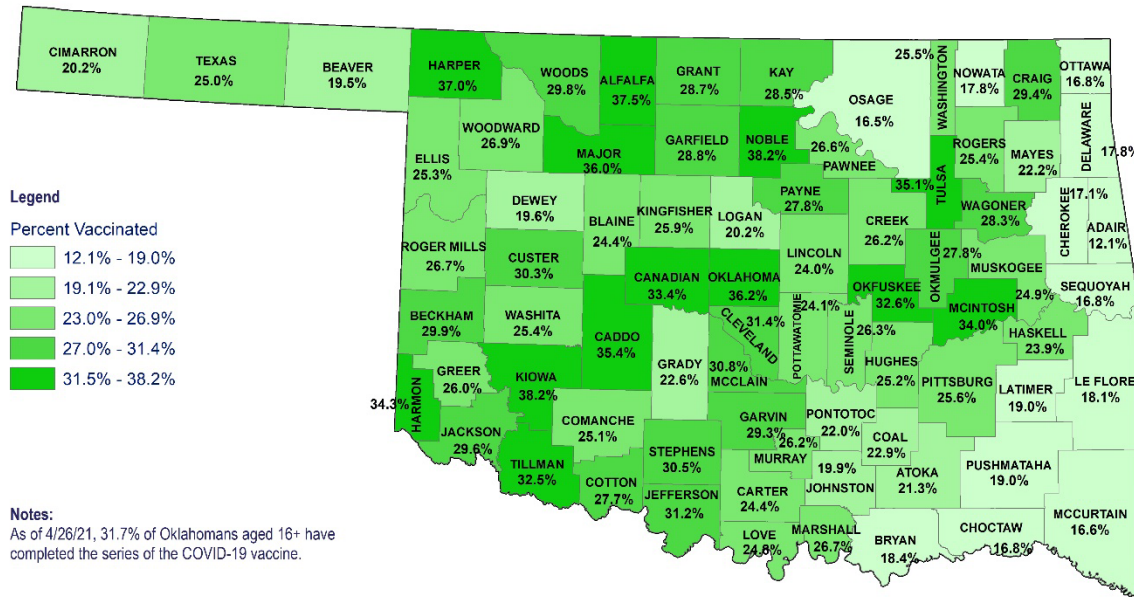 CIMARRON
20.2%
TEXAS
25.0%
BEAVER
19.5%
HARPER
37.0%
WOODS
29.8%
ALFALFA
37.5%
GRANT
28.7%
KAY
28.5%
OSAGE
16.5%
25.5%
WASHINGTON
NOWATA
17.8%
CRAIG
29.4%
OTTAWA
16.8%
DELAWARE
17.8%
WOODWARD
26.9%
ELLIS
25.3%
MAJOR
36.0%
GARFIELD
28.8%
NOBLE
38.2%
26.6%
PAWNEE
ROGERS
25.4%
MAYES
22.2%
35.1%
TULSA
WAGONER
28.3%
CHEROKEE
17.1%
ADAIR
12.1%
Legend
Percent Vaccinated
12.1% - 19.0%
19.1% - 22.9%
23.0% - 26.9%
27.0% - 31.4%
31.5% - 38.2%
DEWEY
19.6%
BLAINE
24.4%
KINGFISHER
25.9%
LOGAN
20.2%
PAYNE
27.8%
CREEK
26.2%
LINCOLN
24.0%
ROGER MILLS
26.7%
CUSTER
30.3%
CANADIAN
33.4%
OKLAHOMA
36.2%
OKFUSKEE
32.6%
OKMULGEE
27.8%
MUSKOGEE
24.9%
SEQUOYAH
16.8%
MCINTOSH
34.0%
HASKELL
23.9%
BECKHAM
29.9%
WASHITA
25.4%
CADDO
35.4%
GRADY
22.6%
31.4%
CLEVELAND
24.1%
POTTAWATOMIE
SEMINOLE
26.3%
HUGHES
25.2%
PITTSBURG
25.6%
LATIMER
19.0%
LE FLORE
18.1%
30.8%
MCCLAIN
GREER
26.0%
KIOWA
38.2%
34.3%
HARMON
JACKSON
29.6%
COMANCHE
25.1%
GARVIN
29.3%
PONTOTOC
22.0%
COAL
22.9%
26.2%
MURRAY
TILLMAN
32.5%
COTTON
27.7%
STEPHENS
30.5%
JEFFERSON
31.2%
CARTER
24.4%
19.9%
JOHNSTON
ATOKA
21.3%
PUSHMATAHA
19.0%
MCCURTAIN
16.6%
LOVE
24.8%
MARSHALL
26.7%
BRYAN
18.4%
CHOCTAW
16.8%
Notes:
As of 4/26/21, 31.7% of Oklahomans aged 16+ have
completed the series of the COVID-19 vaccine.